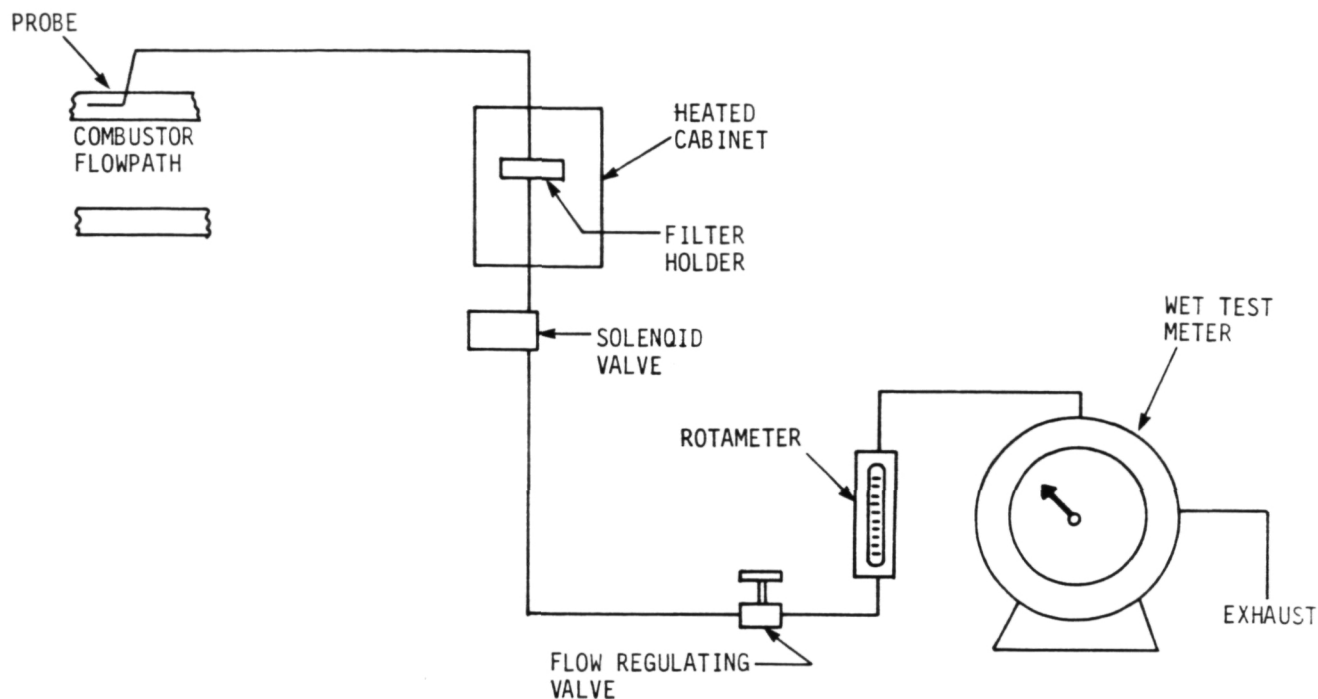 PROBE
COMBUSTOR
FLOWPATH
HEATED
CABINET
FILTER
HOLDER
SOLENQID
VALVE
WET TEST
METER
ROTAMETER
EXHAUST
FLOW REGULATING
VALVE